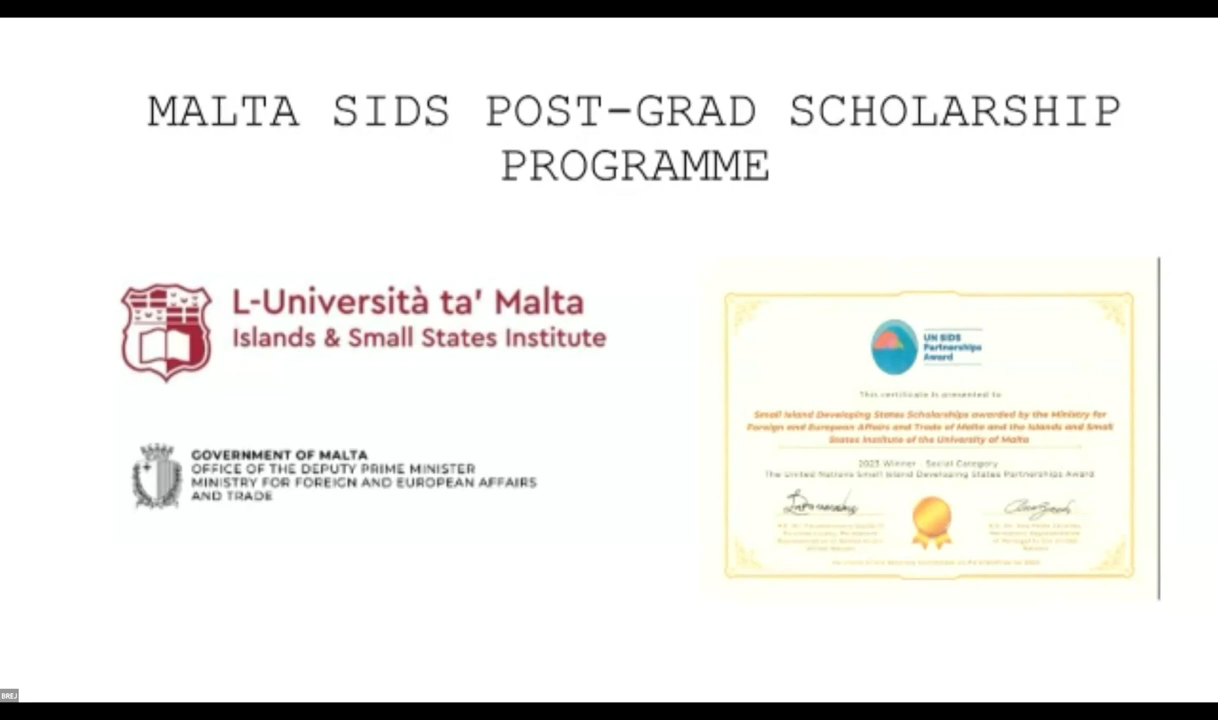 MALTA SIDS POST-GRAD SCHOLARSHIP
PROGRAMME
L-Università ta' Malta
Islands & Small States Institute
GOVERNMENT OF MALTA
OFFICE OF THE DEPUTY PRIME MINISTER
MINISTRY FOR FOREIGN AND EUROPEAN AFFAIRS
AND TRADE
UN SIDS
Partnerships
Award
This certificate is presented to
Small Island Developing States Scholarships awarded by the Ministry for
Foreign and European Affairs and Trade of Malta and the Islands and Small
States Institute of the University of Malta
2023 Winner - Social Category
The United Nations Small Island Developing States Partnerships Award
BREJ